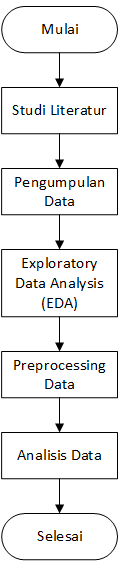 Mulai
Studi Literatur
Pengumpulan
Data
Exploratory
Data Analysis
(EDA)
Preprocessing
Data
Analisis Data
Selesai